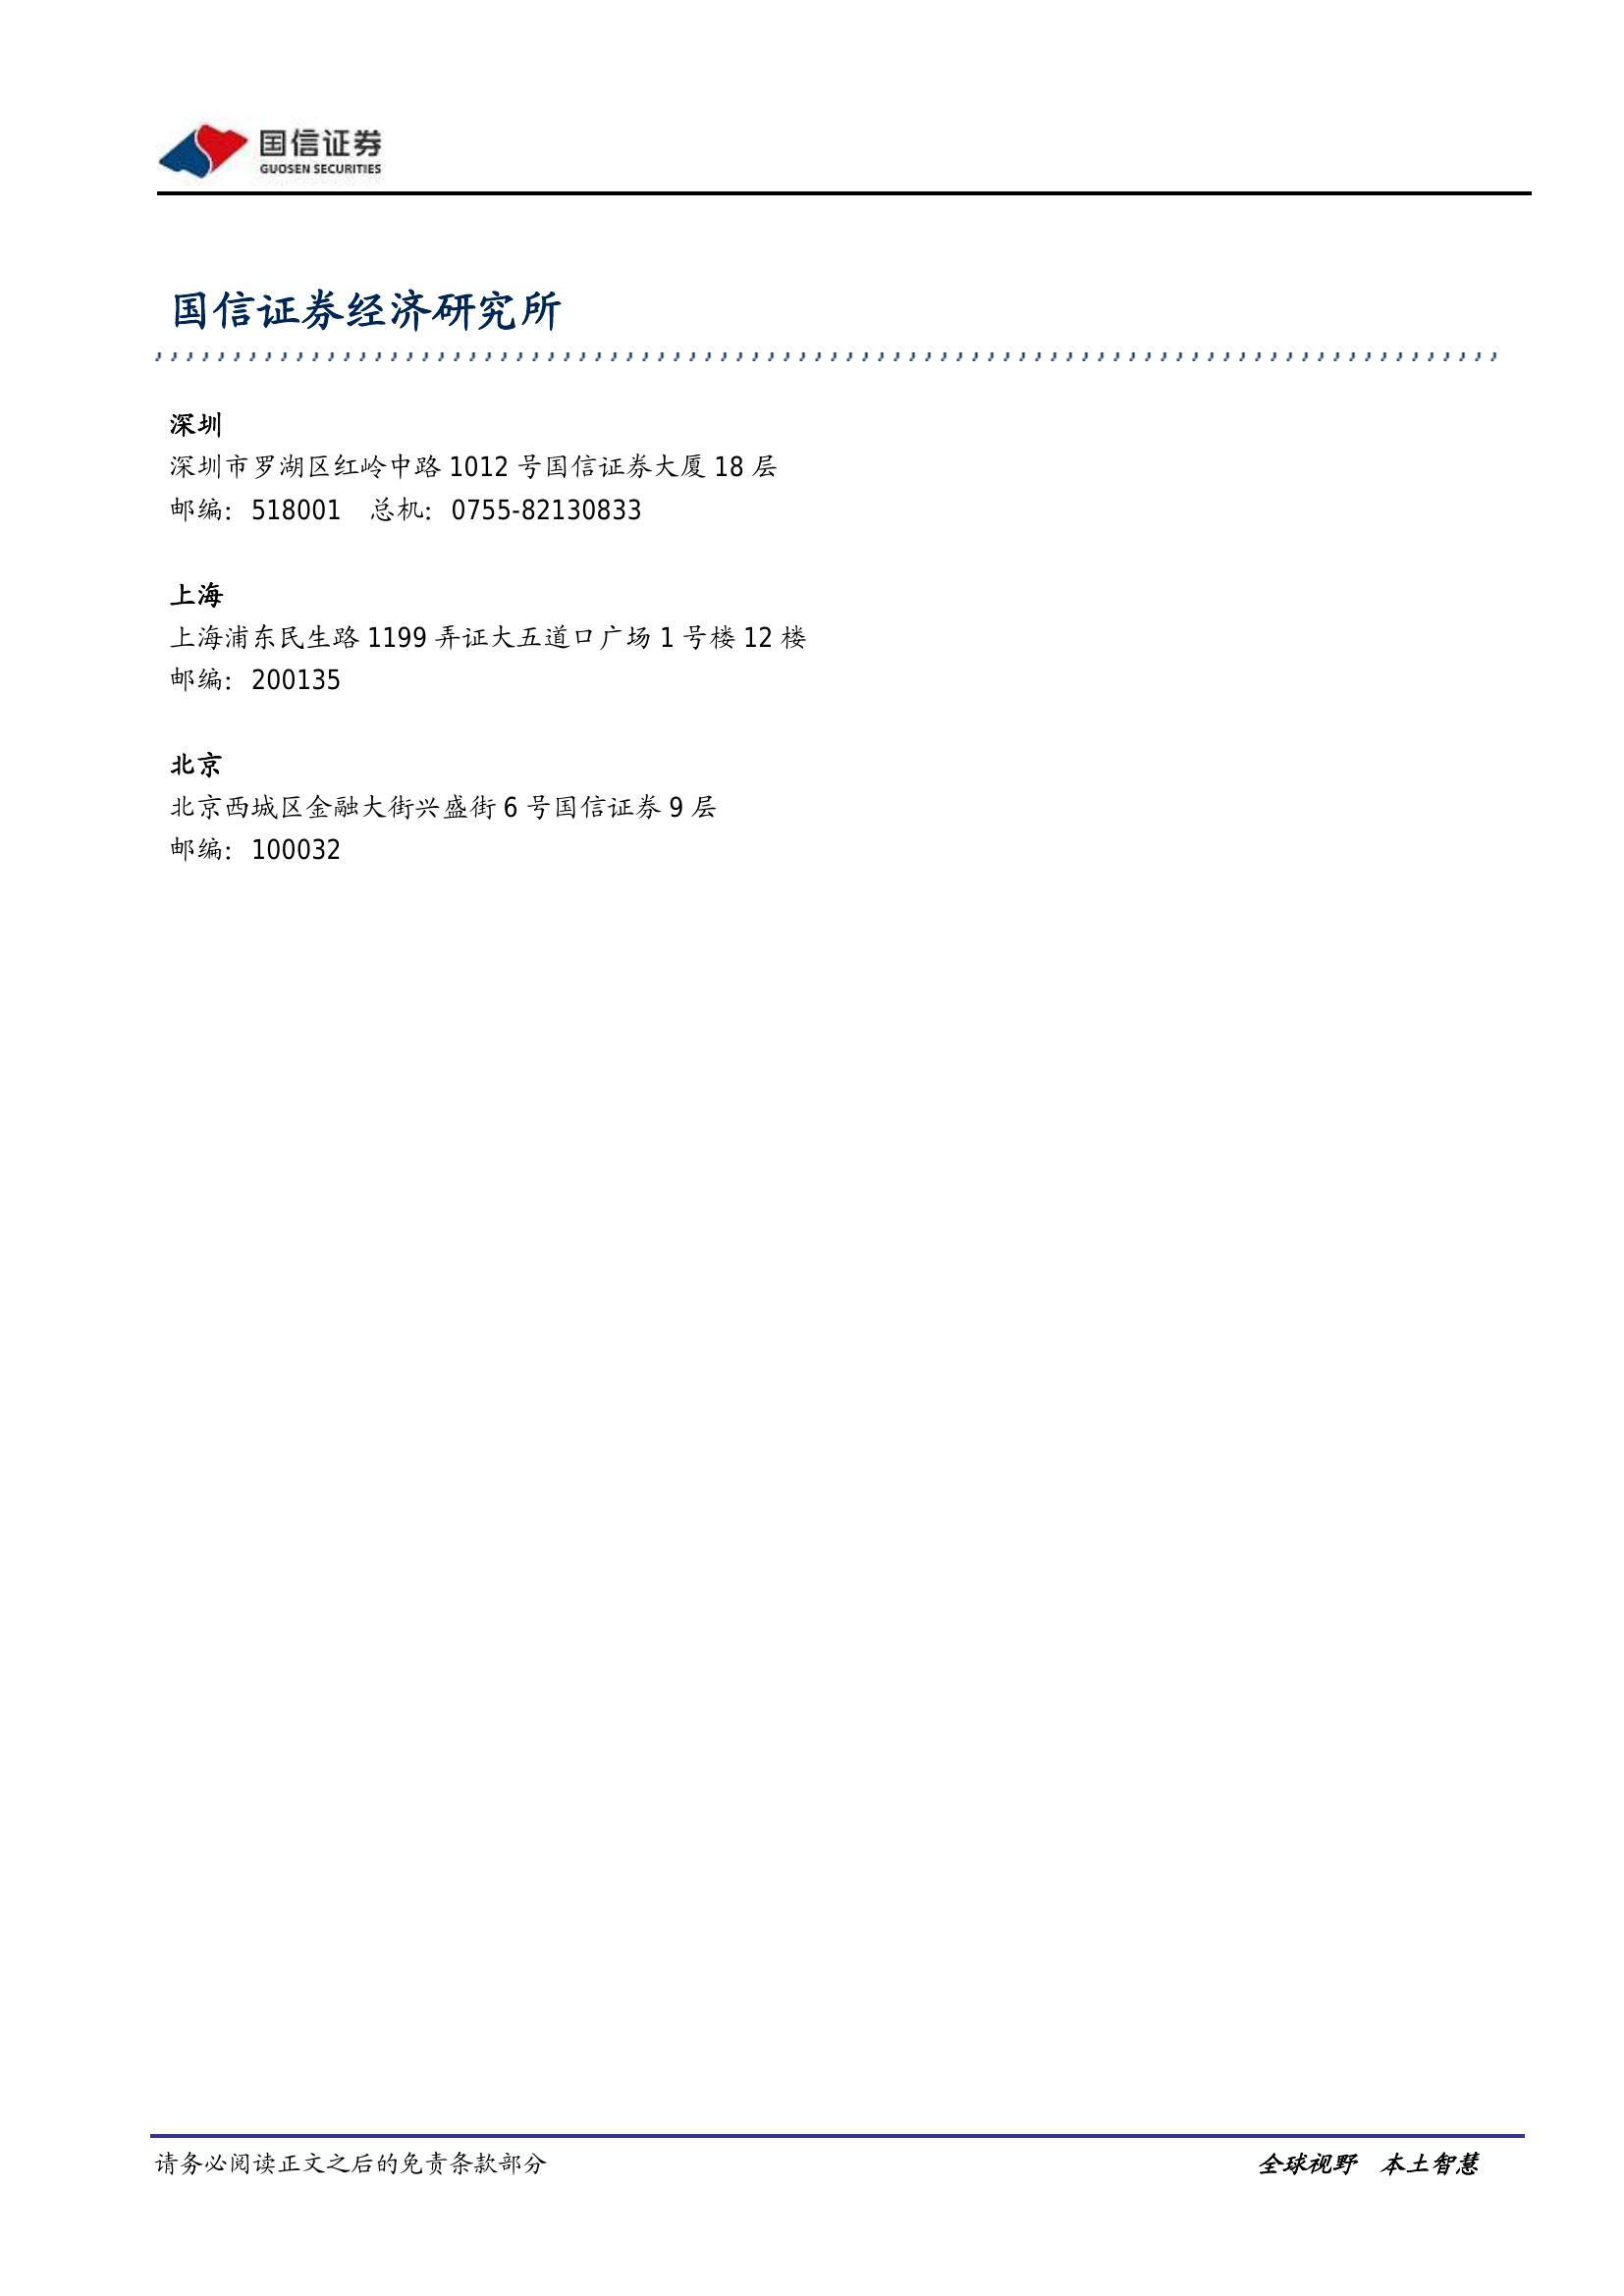 国信证券
GUOSEN SECURITIES
国信证券经济研究所
深圳
深圳市罗湖区红岭中路 1012 号国信证券大厦 18 层
邮编：518001　总机：0755-82130833
上海
上海浦东民生路 1199 弄证大五道口广场 1 号楼 12 楼
邮编：200135
北京
北京西城区金融大街兴盛街 6 号国信证券 9 层
邮编：100032
请务必阅读正文之后的免责条款部分　全球视野　本土智慧